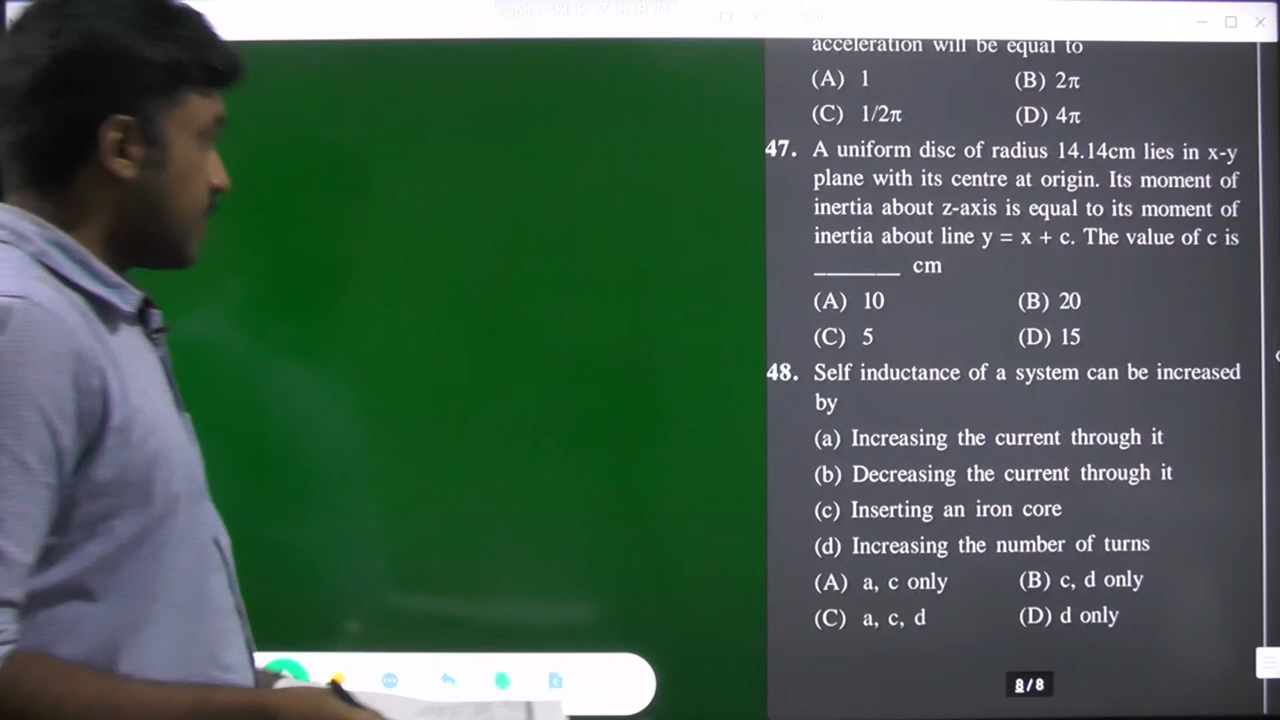 acceleration will be equal to
(A) 1 (B) 2π
(C) 1/2π (D) 4π
47. A uniform disc of radius 14.14cm lies in x-y
plane with its centre at origin. Its moment of
inertia about z-axis is equal to its moment of
inertia about line y = x + c. The value of c is
________ cm
(A) 10 (B) 20
(C) 5 (D) 15
48. Self inductance of a system can be increased
by
(a) Increasing the current through it
(b) Decreasing the current through it
(c) Inserting an iron core
(d) Increasing the number of turns
(A) a, c only (B) c, d only
(C) a, c, d (D) d only
8/8